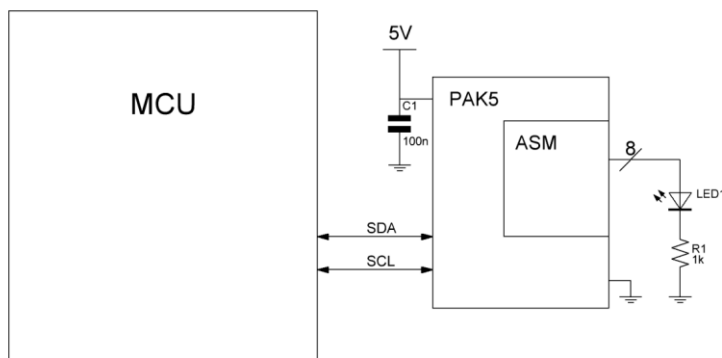 MCU
5V
C1
100n
PAK5
ASM
8
LED1
R1
1k
SDA
SCL